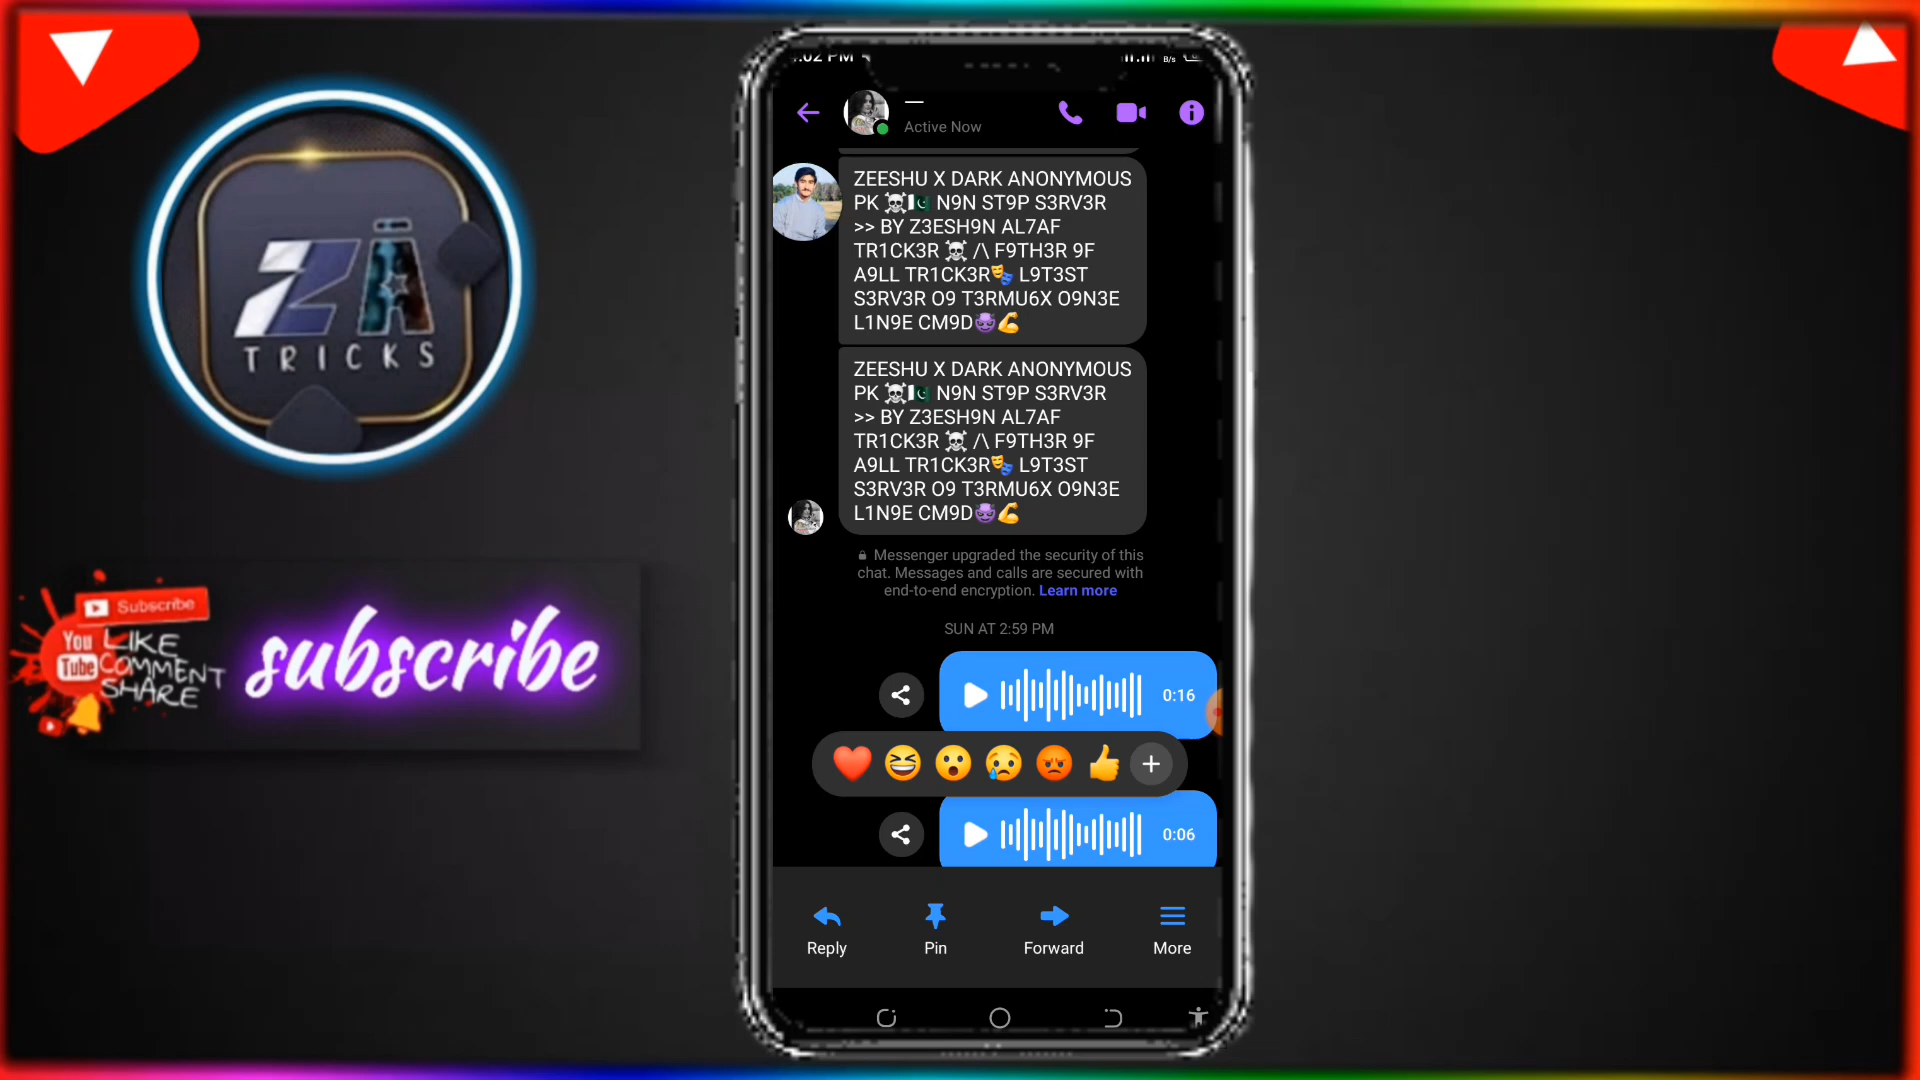 ZA
TRICKS
Subscribe
You
Tube
LIKE
COMMENT
SHARE
subscribe
:02 PM
B/s
Active Now
ZEESHU X DARK ANONYMOUS
PK ☠️🇵🇰 N9N ST9P S3RV3R
>> BY Z3ESH9N AL7AF
TR1CK3R ☠️ /\ F9TH3R 9F
A9LL TR1CK3R🎭 L9T3ST
S3RV3R O9 T3RMU6X O9N3E
L1N9E CM9D😈💪
ZEESHU X DARK ANONYMOUS
PK ☠️🇵🇰 N9N ST9P S3RV3R
>> BY Z3ESH9N AL7AF
TR1CK3R ☠️ /\ F9TH3R 9F
A9LL TR1CK3R🎭 L9T3ST
S3RV3R O9 T3RMU6X O9N3E
L1N9E CM9D😈💪
Messenger upgraded the security of this
chat. Messages and calls are secured with
end-to-end encryption. Learn more
SUN AT 2:59 PM
0:16
0:06
Reply
Pin
Forward
More